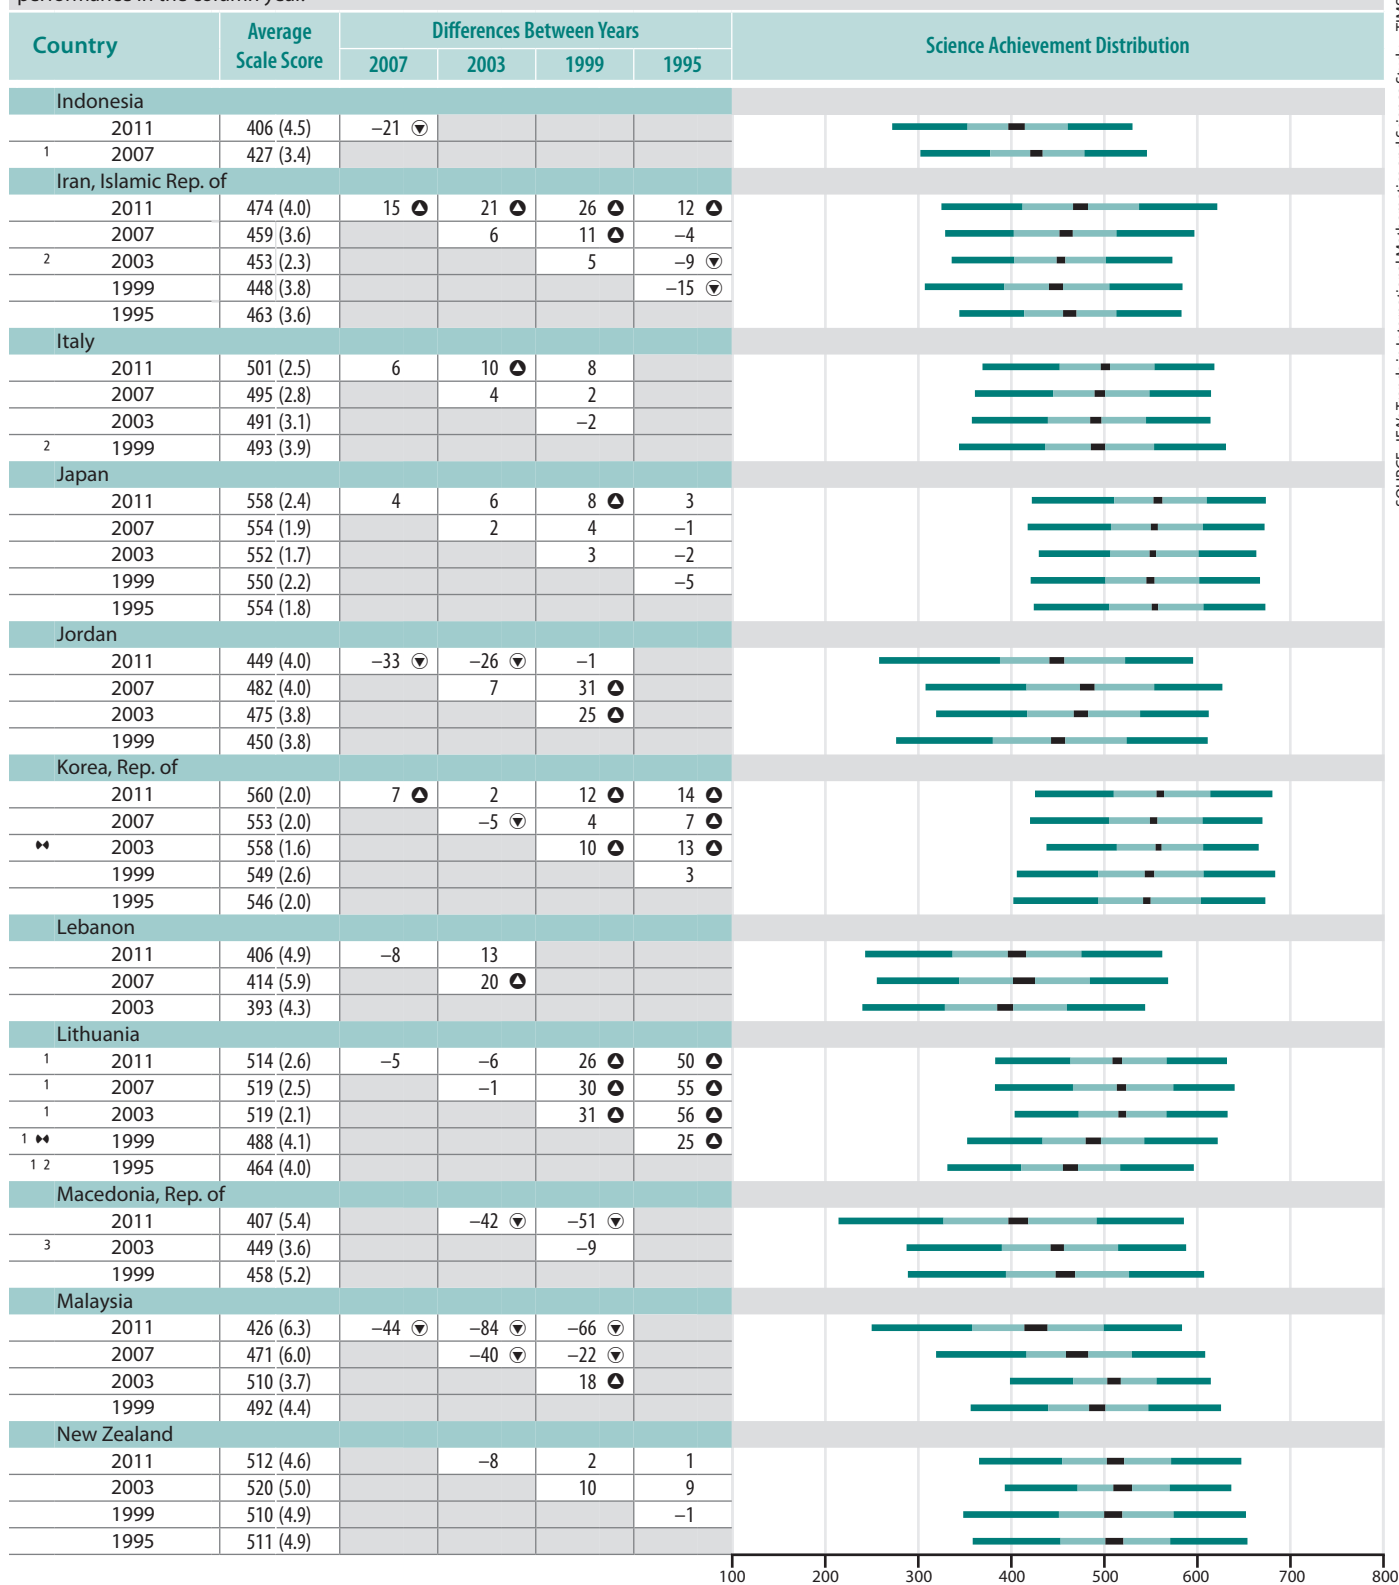 performance in the column year.
Country
Average Scale Score
Differences Between Years
Science Achievement Distribution
2007 2003 1999 1995
Indonesia
2011 406 (4.5) –21
1 2007 427 (3.4)
Iran, Islamic Rep. of
2011 474 (4.0) 15 21 26 12
2007 459 (3.6) 6 11 –4
2 2003 453 (2.3) 5 –9
1999 448 (3.8) –15
1995 463 (3.6)
Italy
2011 501 (2.5) 6 10 8
2007 495 (2.8) 4 2
2003 491 (3.1) –2
2 1999 493 (3.9)
Japan
2011 558 (2.4) 4 6 8 3
2007 554 (1.9) 2 4 –1
2003 552 (1.7) 3 –2
1999 550 (2.2) –5
1995 554 (1.8)
Jordan
2011 449 (4.0) –33 –26 –1
2007 482 (4.0) 7 31
2003 475 (3.8) 25
1999 450 (3.8)
Korea, Rep. of
2011 560 (2.0) 7 2 12 14
2007 553 (2.0) –5 4 7
2003 558 (1.6) 10 13
1999 549 (2.6) 3
1995 546 (2.0)
Lebanon
2011 406 (4.9) –8 13
2007 414 (5.9) 20
2003 393 (4.3)
Lithuania
1 2011 514 (2.6) –5 –6 26 50
1 2007 519 (2.5) –1 30 55
1 2003 519 (2.1) 31 56
1 1999 488 (4.1) 25
1 2 1995 464 (4.0)
Macedonia, Rep. of
2011 407 (5.4) –42 –51
3 2003 449 (3.6) –9
1999 458 (5.2)
Malaysia
2011 426 (6.3) –44 –84 –66
2007 471 (6.0) –40 –22
2003 510 (3.7) 18
1999 492 (4.4)
New Zealand
2011 512 (4.6) –8 2 1
2003 520 (5.0) 10 9
1999 510 (4.9) –1
1995 511 (4.9)
100 200 300 400 500 600 700 800